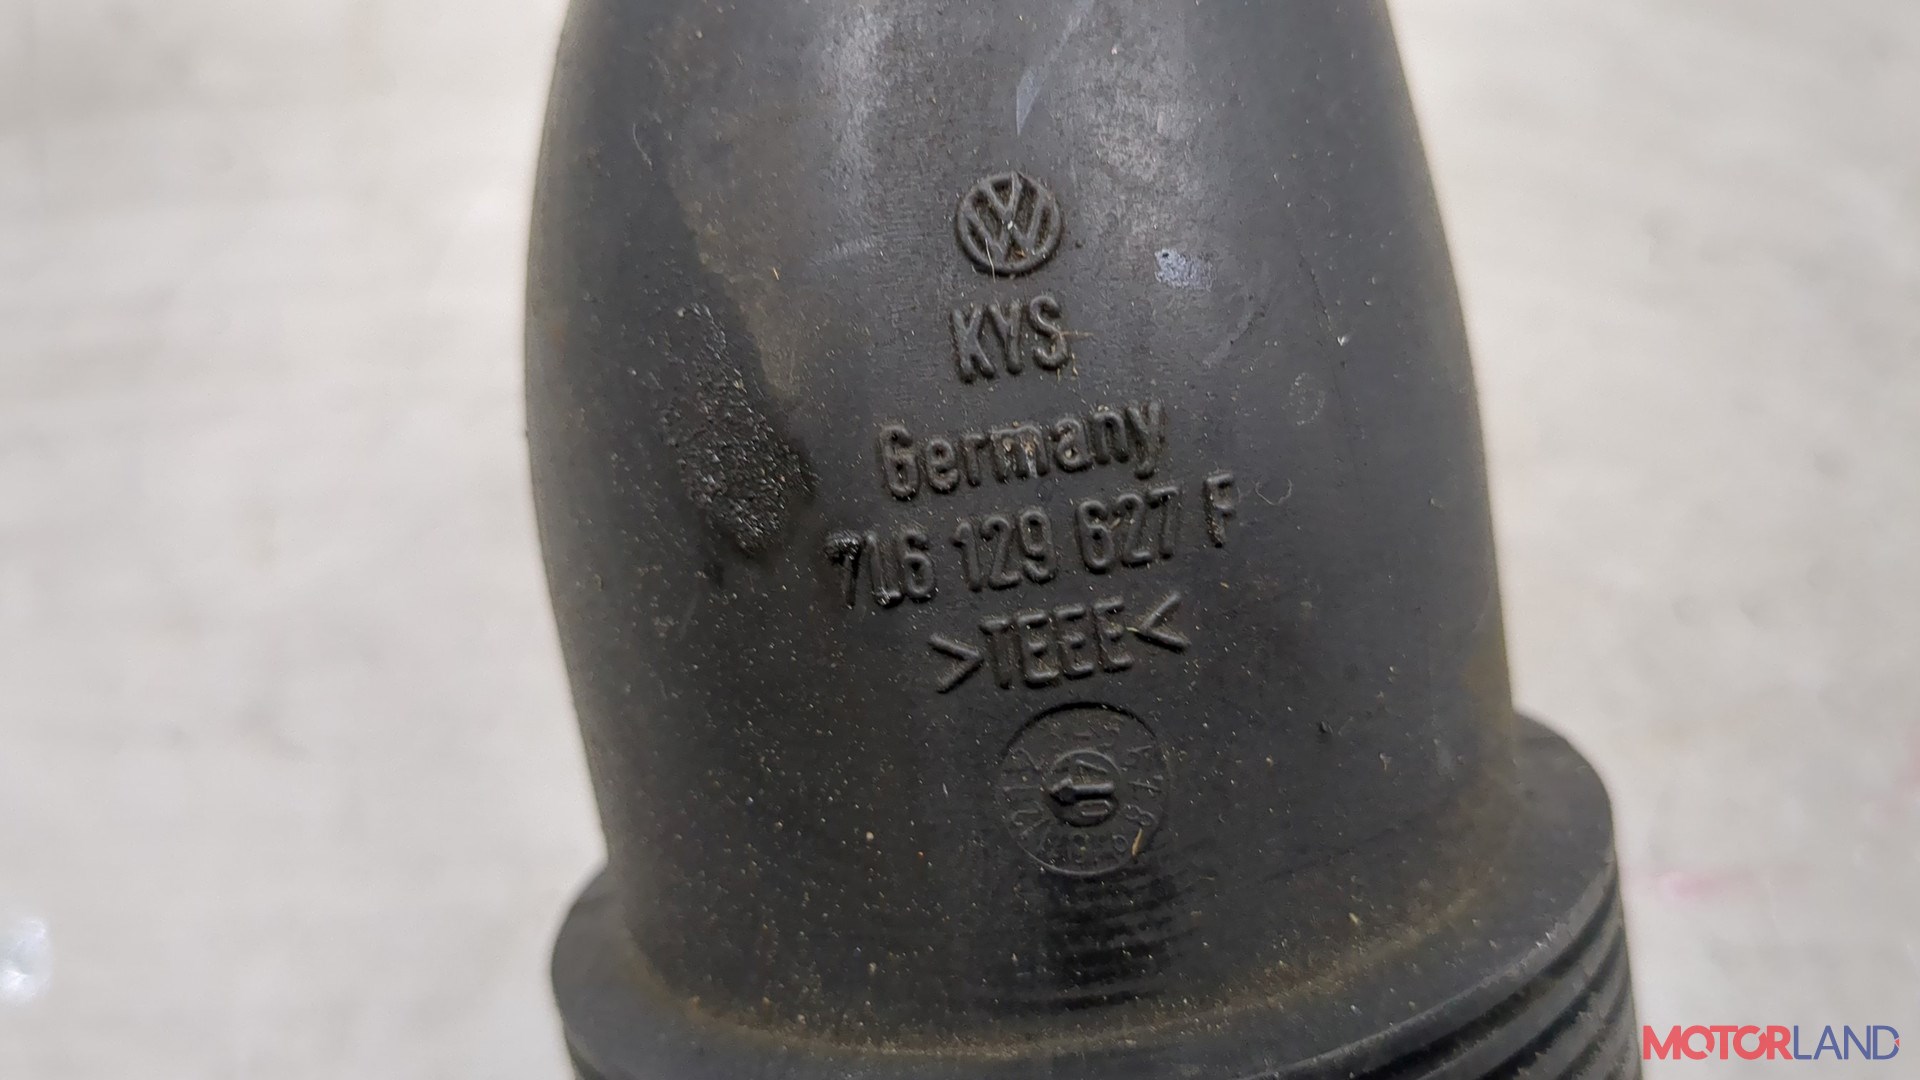 KYS
Germany
7L6 129 627 F
>TEEE<
MOTORLAND